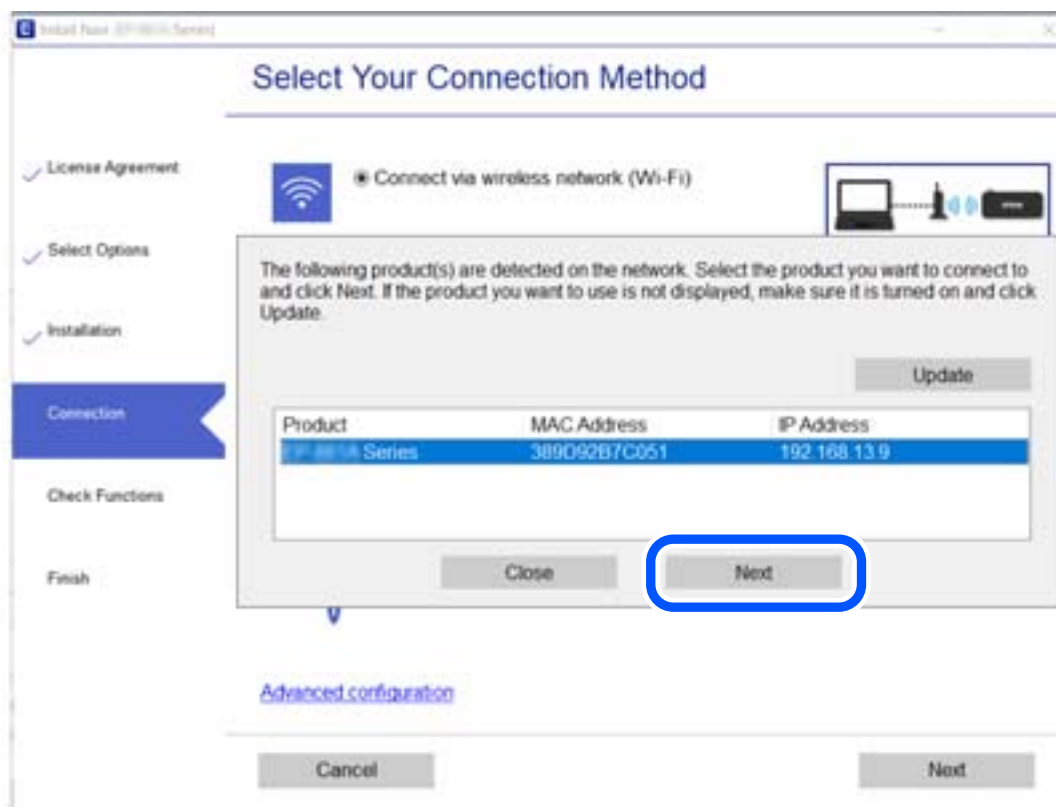 Select Your Connection Method
License Agreement
Connect via wireless network (Wi-Fi)
Select Options
The following product(s) are detected on the network. Select the product you want to connect to
and click Next. If the product you want to use is not displayed, make sure it is turned on and click
Update.
Installation
Update
Connection
Product MAC Address IP Address
Series 389D92B7C051 192.168.13.9
Check Functions
Close Next
Finish
Advanced configuration
Cancel Next